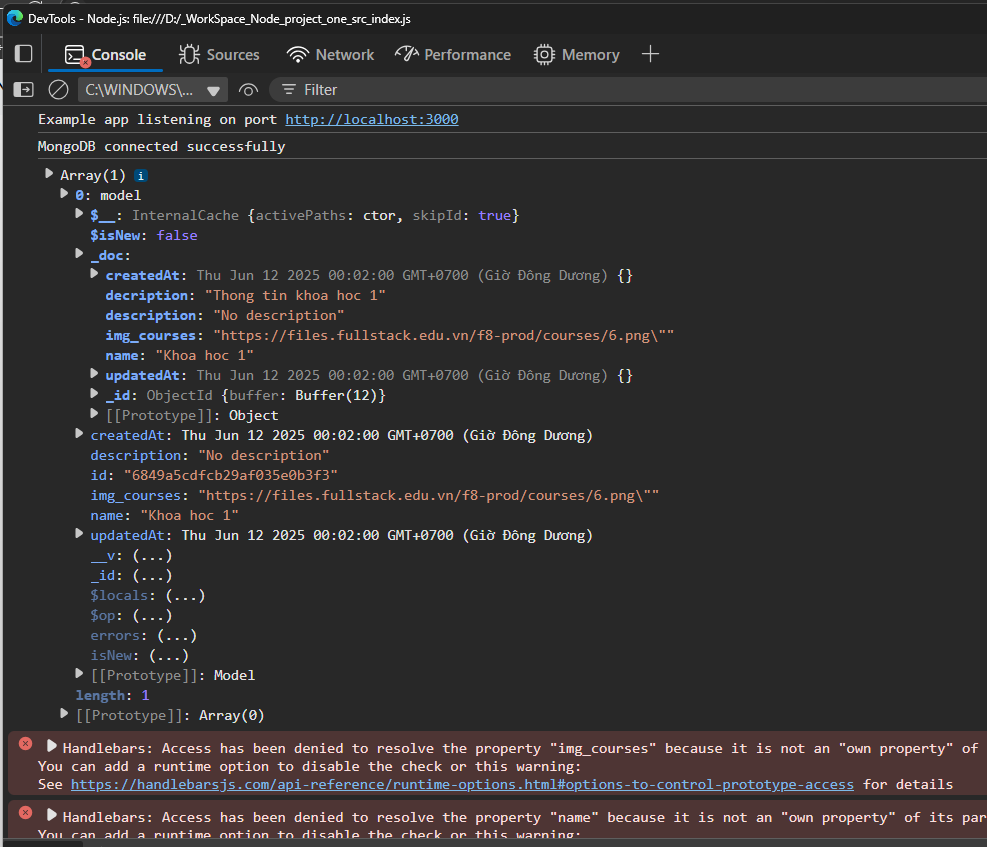 DevTools - Node.js: file:///D:/_WorkSpace_Node_project_one_src_index.js
Console Sources Network Performance Memory
C:\WINDOWS\... Filter
Example app listening on port http://localhost:3000
MongoDB connected successfully
Array(1) i
0: model
$__: InternalCache {activePaths: ctor, skipId: true}
$isNew: false
_doc:
createdAt: Thu Jun 12 2025 00:02:00 GMT+0700 (Giờ Đông Dương) {}
decription: "Thong tin khoa hoc 1"
description: "No description"
img_courses: "https://files.fullstack.edu.vn/f8-prod/courses/6.png\""
name: "Khoa hoc 1"
updatedAt: Thu Jun 12 2025 00:02:00 GMT+0700 (Giờ Đông Dương) {}
_id: ObjectId {buffer: Buffer(12)}
[[Prototype]]: Object
createdAt: Thu Jun 12 2025 00:02:00 GMT+0700 (Giờ Đông Dương)
description: "No description"
id: "6849a5cdfcb29af035e0b3f3"
img_courses: "https://files.fullstack.edu.vn/f8-prod/courses/6.png\""
name: "Khoa hoc 1"
updatedAt: Thu Jun 12 2025 00:02:00 GMT+0700 (Giờ Đông Dương)
__v: (...)
_id: (...)
$locals: (...)
$op: (...)
errors: (...)
isNew: (...)
[[Prototype]]: Model
length: 1
[[Prototype]]: Array(0)
Handlebars: Access has been denied to resolve the property "img_courses" because it is not an "own property" of
You can add a runtime option to disable the check or this warning:
See https://handlebarsjs.com/api-reference/runtime-options.html#options-to-control-prototype-access for details
Handlebars: Access has been denied to resolve the property "name" because it is not an "own property" of its par
You can add a runtime option to disable the check or this warning: